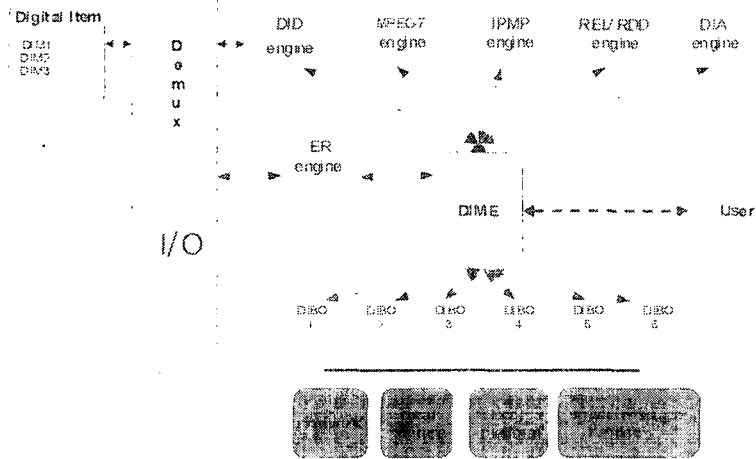 Digital Item
DIM1
DIM2
DIM3
Demux
DID
engine
MPEG7
engine
IPMP
engine
REL/RDD
engine
DIA
engine
ER
engine
DIME
User
I/O
DIBO
1
DIBO
2
DIBO
3
DIBO
4
DIBO
5
DIBO
6